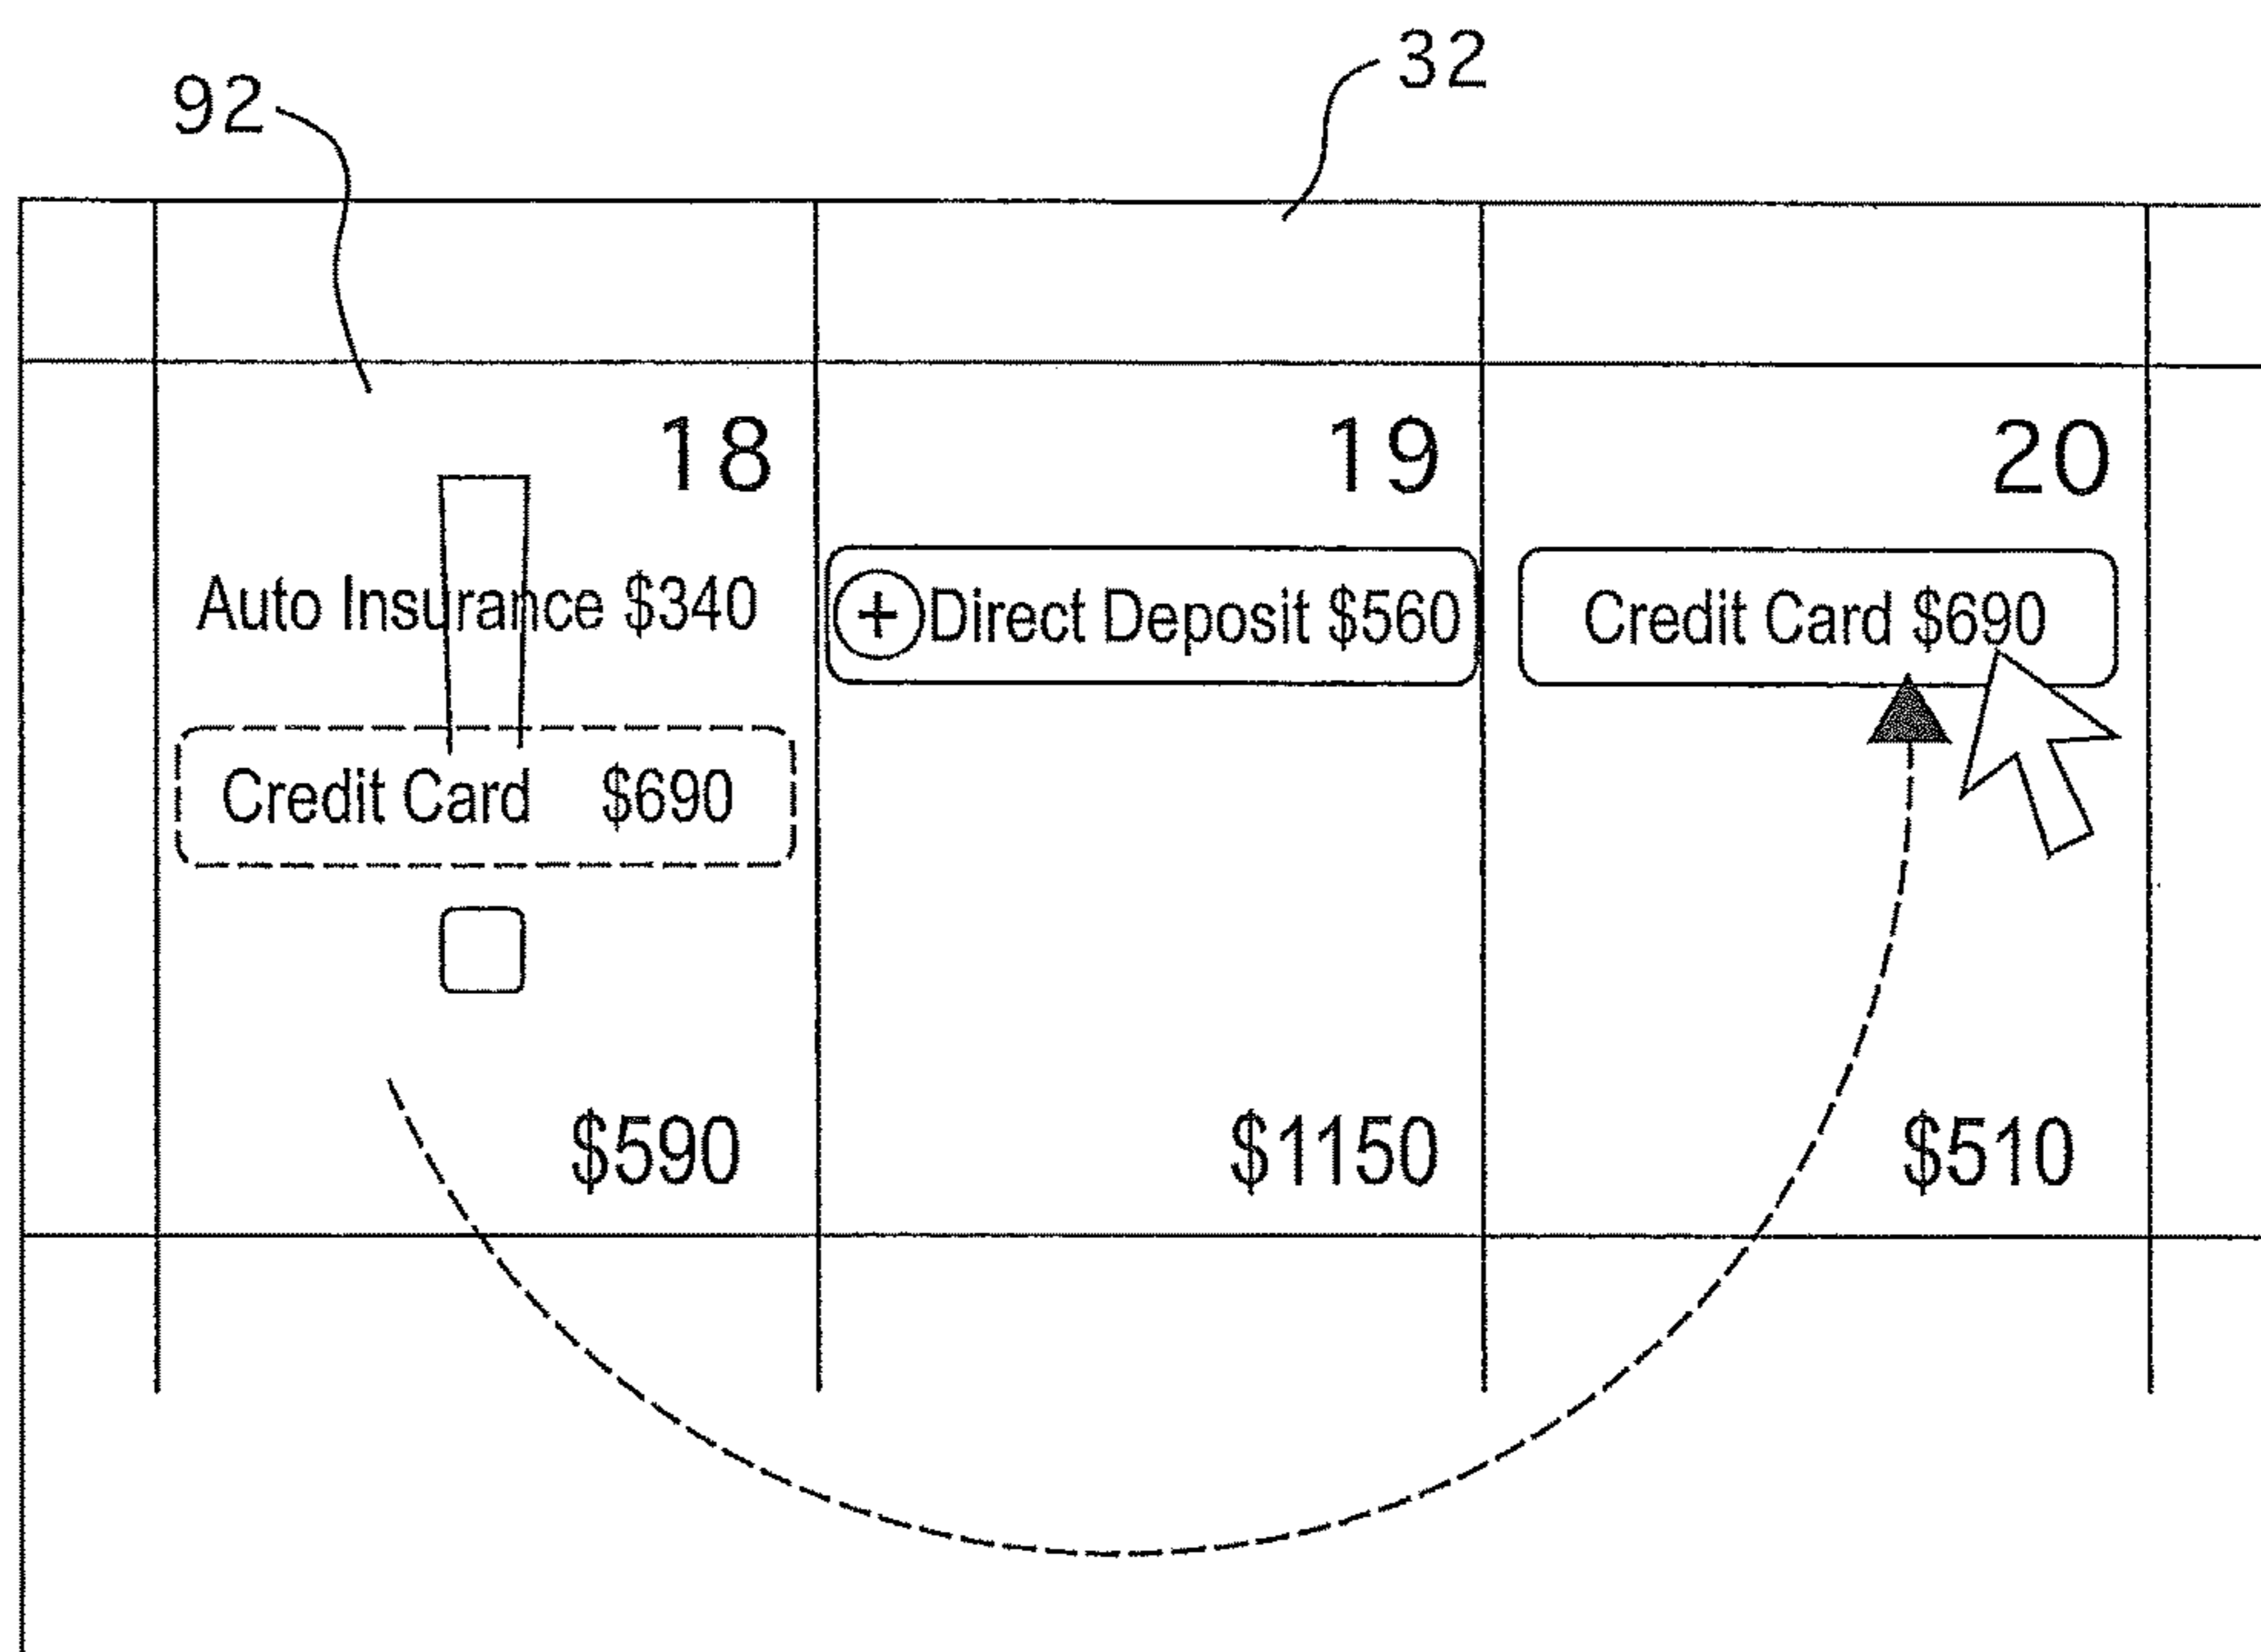 32
92
18 19 20
Auto Insurance $340 + Direct Deposit $560 Credit Card $690
Credit Card $690
$590 $1150 $510